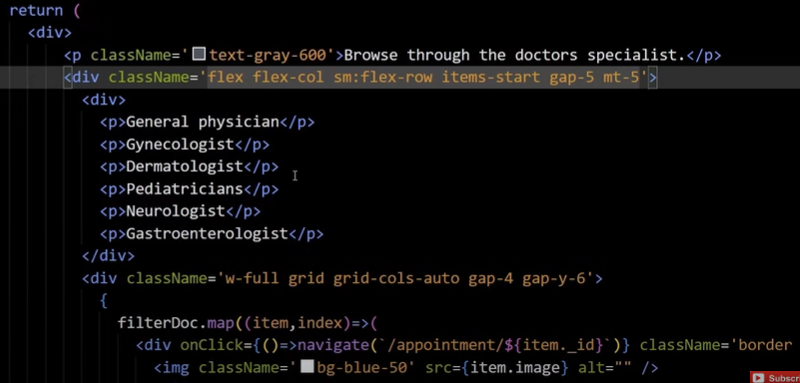 return (
<div>
<p className='text-gray-600'>Browse through the doctors specialist.</p>
<div className='flex flex-col sm:flex-row items-start gap-5 mt-5'>
<div>
<p>General physician</p>
<p>Gynecologist</p>
<p>Dermatologist</p>
<p>Pediatricians</p>
<p>Neurologist</p>
<p>Gastroenterologist</p>
</div>
<div className='w-full grid grid-cols-auto gap-4 gap-y-6'>
{
filterDoc.map((item,index)=>(
<div onClick={()=>navigate(`/appointment/${item._id}`)} className='border
<img className='bg-blue-50' src={item.image} alt="" />
Subscr